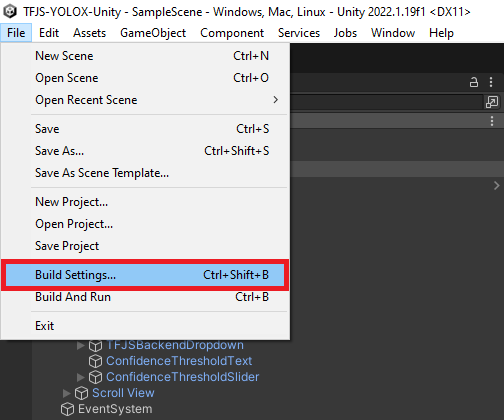 TFJS-YOLOX-Unity - SampleScene - Windows, Mac, Linux - Unity 2022.1.19f1 <DX11>
File Edit Assets GameObject Component Services Jobs Window Help
New Scene Ctrl+N
Open Scene Ctrl+O
Open Recent Scene
Save Ctrl+S
Save As... Ctrl+Shift+S
Save As Scene Template...
New Project...
Open Project...
Save Project
Build Settings... Ctrl+Shift+B
Build And Run Ctrl+B
Exit
TFJSBackendDropdown
ConfidenceThresholdText
ConfidenceThresholdSlider
Scroll View
EventSystem